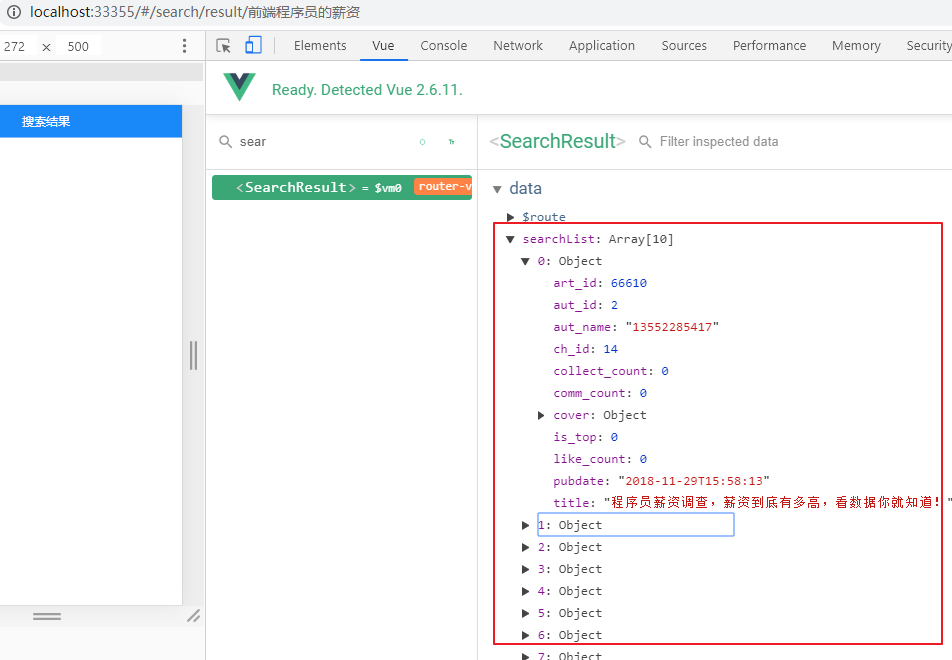 localhost:33355/#/search/result/前端程序员的薪资
272 × 500
Elements Vue Console Network Application Sources Performance Memory Security
Ready. Detected Vue 2.6.11.
搜索结果
sear
<SearchResult> Filter inspected data
<SearchResult> = $vm0 router-v
data
$route
searchList: Array[10]
0: Object
art_id: 66610
aut_id: 2
aut_name: "13552285417"
ch_id: 14
collect_count: 0
comm_count: 0
cover: Object
is_top: 0
like_count: 0
pubdate: "2018-11-29T15:58:13"
title: "程序员薪资调查，薪资到底有多高，看数据你就知道！"
1: Object
2: Object
3: Object
4: Object
5: Object
6: Object
7: Object